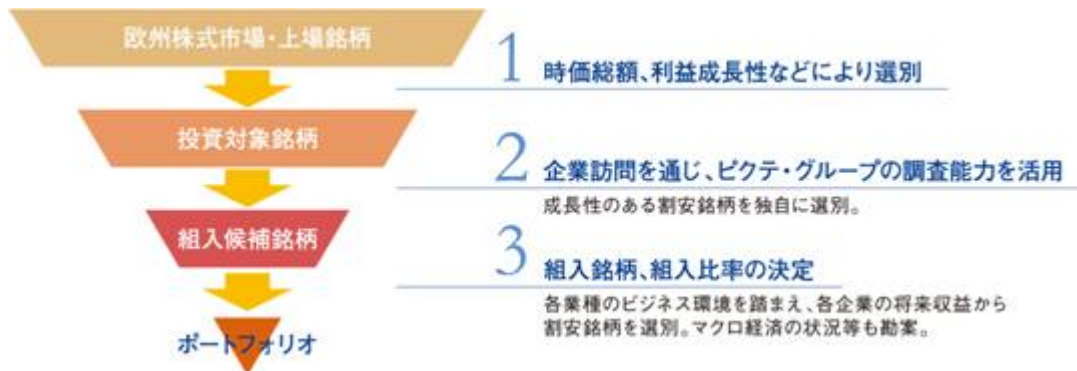 欧州株式市場・上場銘柄
1 時価総額、利益成長性などにより選別
投資対象銘柄
2 企業訪問を通じ、ピクテ・グループの調査能力を活用
成長性のある割安銘柄を独自に選別。
組入候補銘柄
3 組入銘柄、組入比率の決定
各業種のビジネス環境を踏まえ、各企業の将来収益から
割安銘柄を選別。マクロ経済の状況等も勘案。
ポートフォリオ